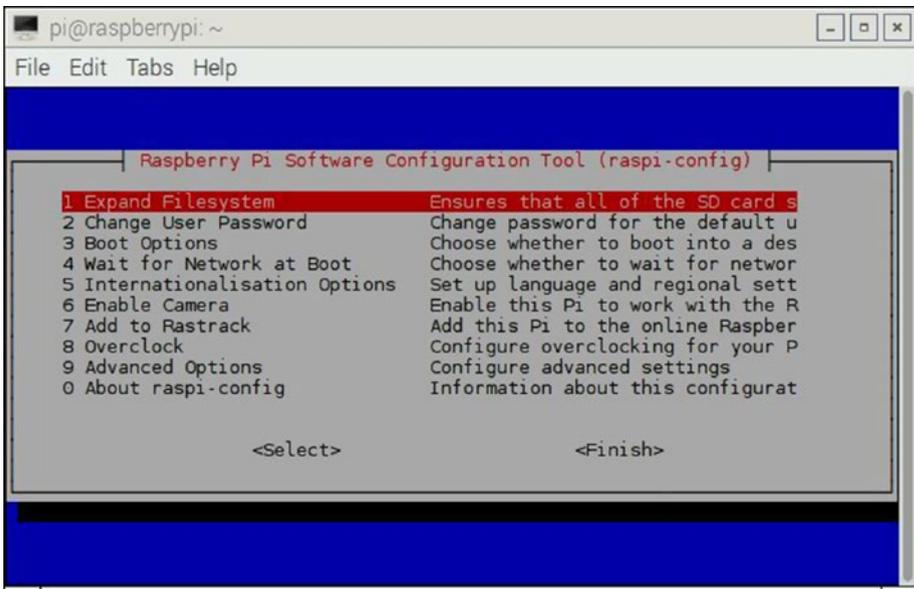 pi@raspberrypi: ~
File Edit Tabs Help
Raspberry Pi Software Configuration Tool (raspi-config)
1 Expand Filesystem Ensures that all of the SD card s
2 Change User Password Change password for the default u
3 Boot Options Choose whether to boot into a des
4 Wait for Network at Boot Choose whether to wait for networ
5 Internationalisation Options Set up language and regional sett
6 Enable Camera Enable this Pi to work with the R
7 Add to Rastrack Add this Pi to the online Raspber
8 Overclock Configure overclocking for your P
9 Advanced Options Configure advanced settings
0 About raspi-config Information about this configurat
<Select> <Finish>